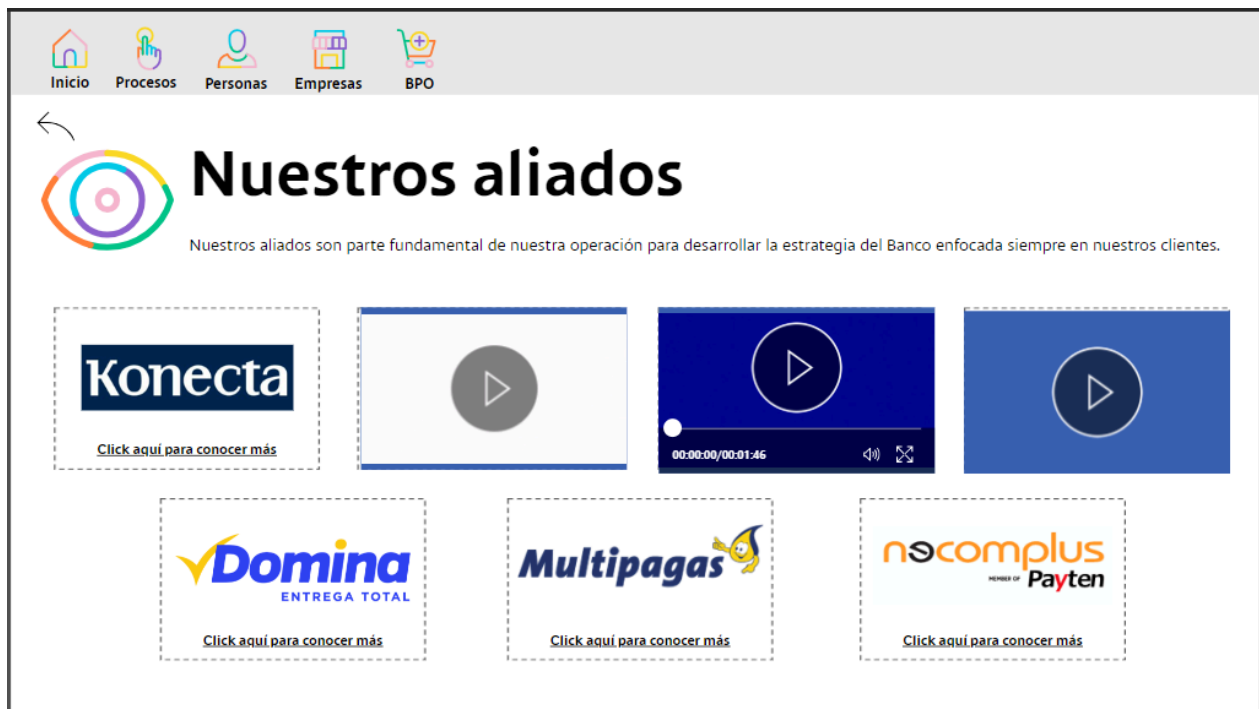 Inicio
Procesos
Personas
Empresas
BPO
Nuestros aliados
Nuestros aliados son parte fundamental de nuestra operación para desarrollar la estrategia del Banco enfocada siempre en nuestros clientes.
Konecta
Click aquí para conocer más
00:00:00/00:01:46
Domina
ENTREGA TOTAL
Click aquí para conocer más
Multipagas
Click aquí para conocer más
necomplus
MEMBER OF Payten
Click aquí para conocer más